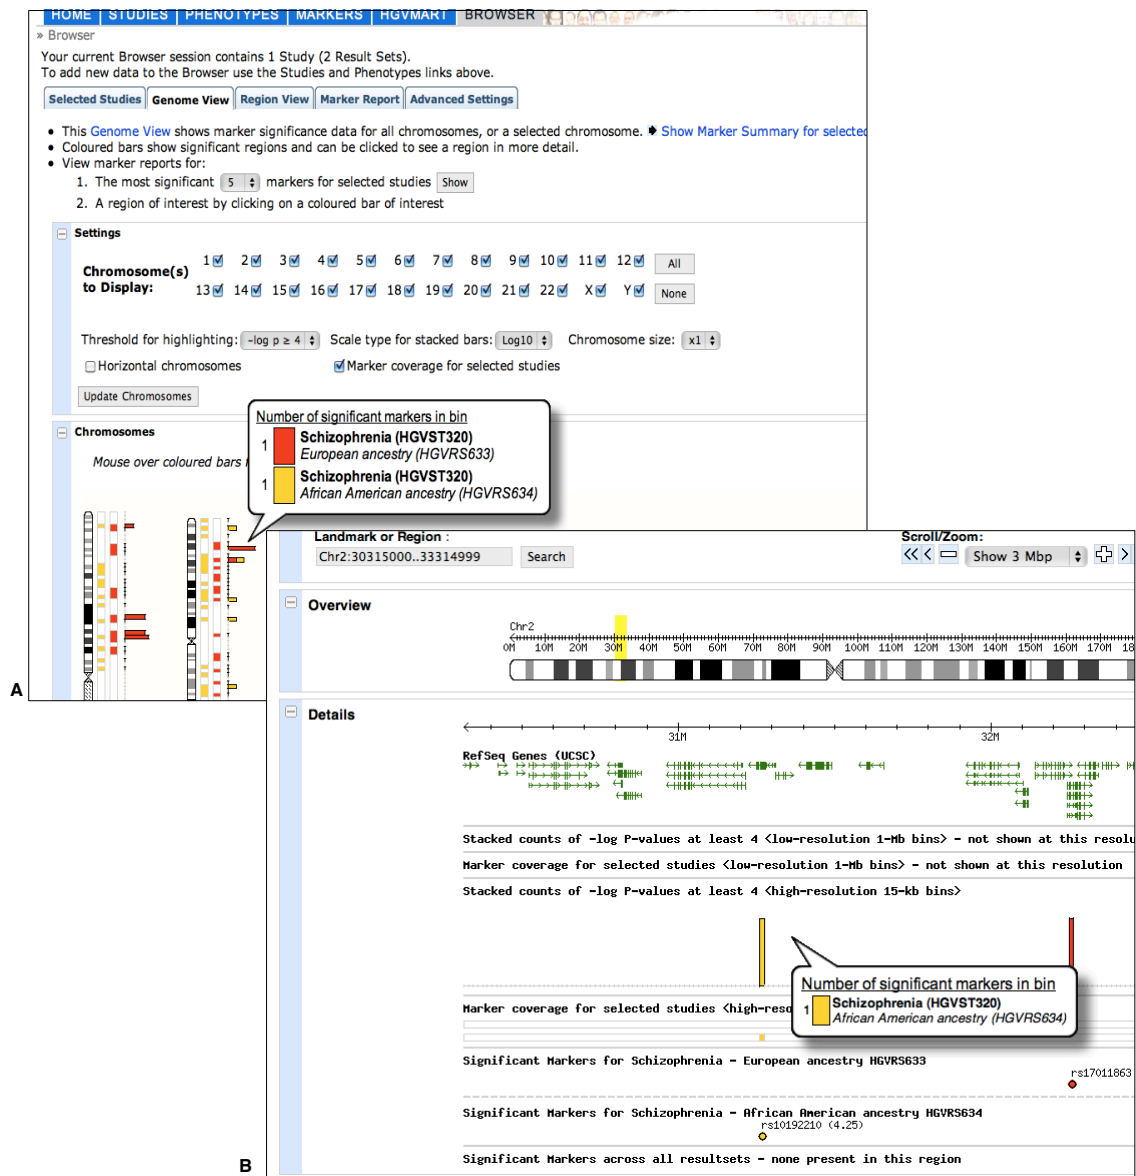 HOME STUDIES PHENOTYPES MARKERS HGVMART BROWSER
» Browser
Your current Browser session contains 1 Study (2 Result Sets).
To add new data to the Browser use the Studies and Phenotypes links above.
Selected Studies Genome View Region View Marker Report Advanced Settings
• This Genome View shows marker significance data for all chromosomes, or a selected chromosome. Show Marker Summary for selected
• Coloured bars show significant regions and can be clicked to see a region in more detail.
• View marker reports for:
1. The most significant 5 markers for selected studies Show
2. A region of interest by clicking on a coloured bar of interest
Settings
Chromosome(s) to Display:
1 2 3 4 5 6 7 8 9 10 11 12 All
13 14 15 16 17 18 19 20 21 22 X Y None
Threshold for highlighting: -log p ≥ 4 Scale type for stacked bars: Log10 Chromosome size: x1
Horizontal chromosomes Marker coverage for selected studies
Update Chromosomes
Chromosomes
Mouse over coloured bars
Number of significant markers in bin
1 Schizophrenia (HGVST320)
European ancestry (HGVRS633)
1 Schizophrenia (HGVST320)
African American ancestry (HGVRS634)
A
Landmark or Region :
Chr2:30315000..33314999 Search
Scroll/Zoom:
Show 3 Mbp
Overview
Chr2
0M 10M 20M 30M 40M 50M 60M 70M 80M 90M 100M 110M 120M 130M 140M 150M 160M 170M 18
Details
31M 32M
RefSeq Genes (UCSC)
Stacked counts of -log P-values at least 4 <low-resolution 1-Mb bins> - not shown at this resolu
Marker coverage for selected studies <low-resolution 1-Mb bins> - not shown at this resolution
Stacked counts of -log P-values at least 4 <high-resolution 15-kb bins>
Number of significant markers in bin
1 Schizophrenia (HGVST320)
African American ancestry (HGVRS634)
Marker coverage for selected studies <high-reso
Significant Markers for Schizophrenia - European ancestry HGVRS633
rs17011863
Significant Markers for Schizophrenia - African American ancestry HGVRS634
rs10192210 (4.25)
Significant Markers across all resultsets - none present in this region
B